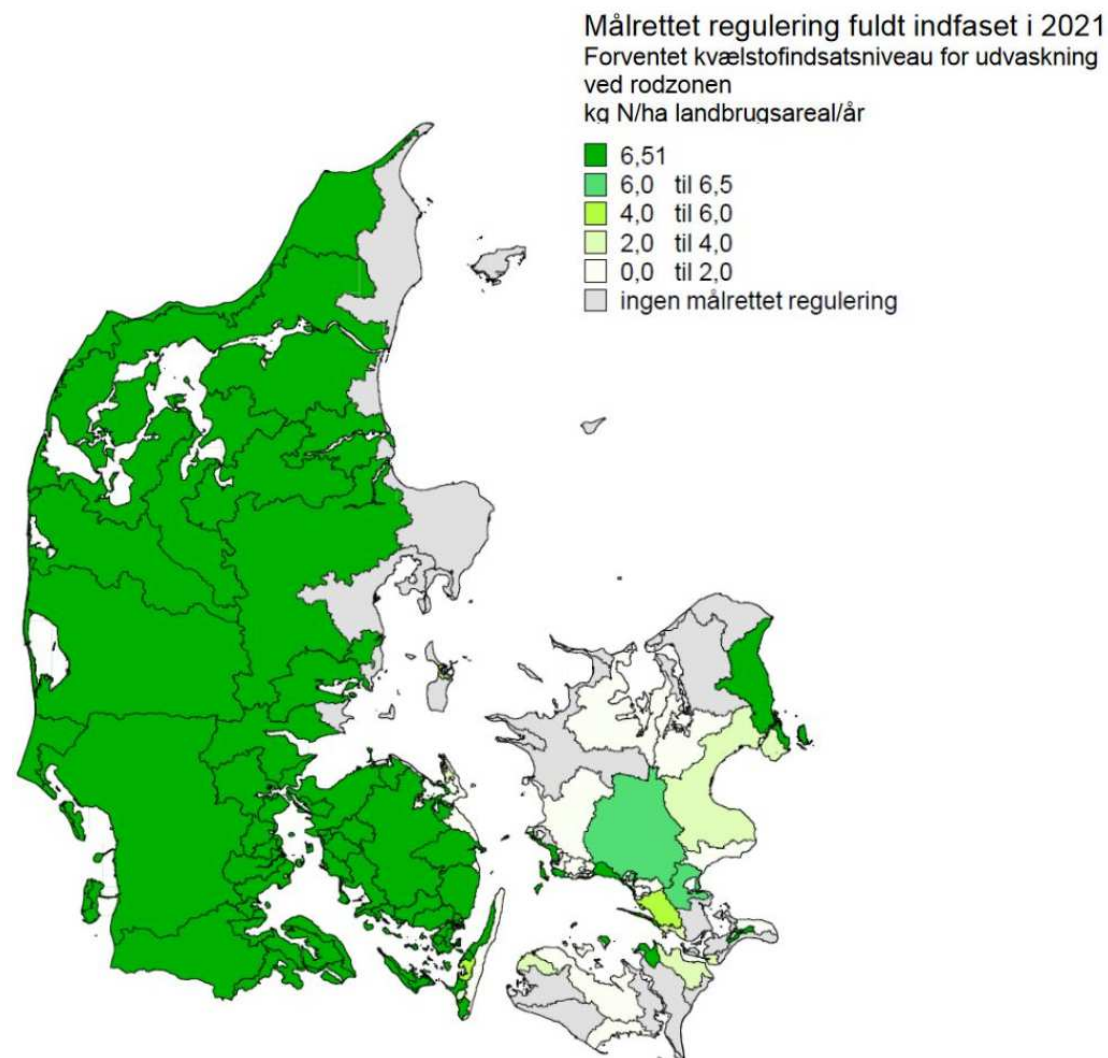 Målrettet regulering fuldt indfaset i 2021
Forventet kvælstofindsatsniveau for udvaskning
ved rodzonen
kg N/ha landbrugsareal/år
6,51
6,0 til 6,5
4,0 til 6,0
2,0 til 4,0
0,0 til 2,0
ingen målrettet regulering